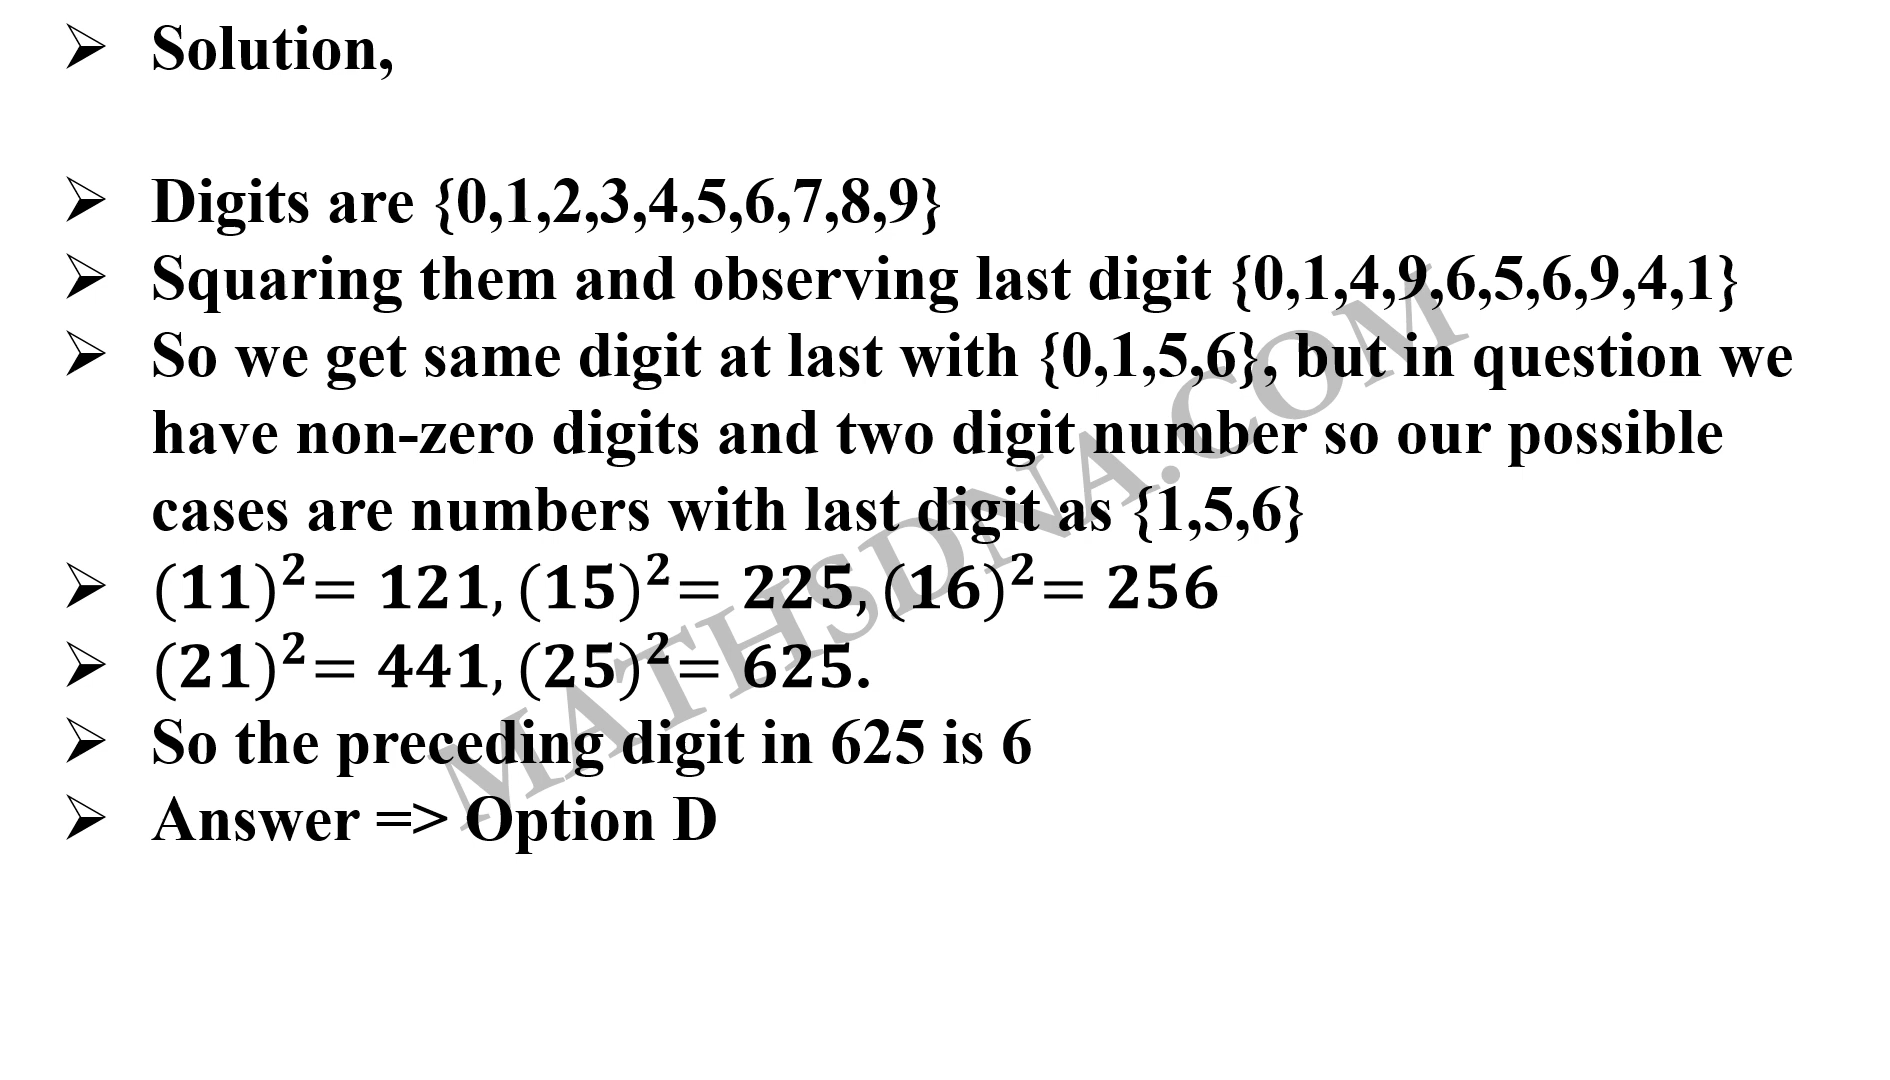 ➢ Solution,
➢ Digits are {0,1,2,3,4,5,6,7,8,9}
➢ Squaring them and observing last digit {0,1,4,9,6,5,6,9,4,1}
➢ So we get same digit at last with {0,1,5,6}, but in question we
have non-zero digits and two digit number so our possible
cases are numbers with last digit as {1,5,6}
➢ (11)²= 121, (15)²= 225, (16)²= 256
➢ (21)²= 441, (25)²= 625.
➢ So the preceding digit in 625 is 6
➢ Answer => Option D
MATHSDNA.COM